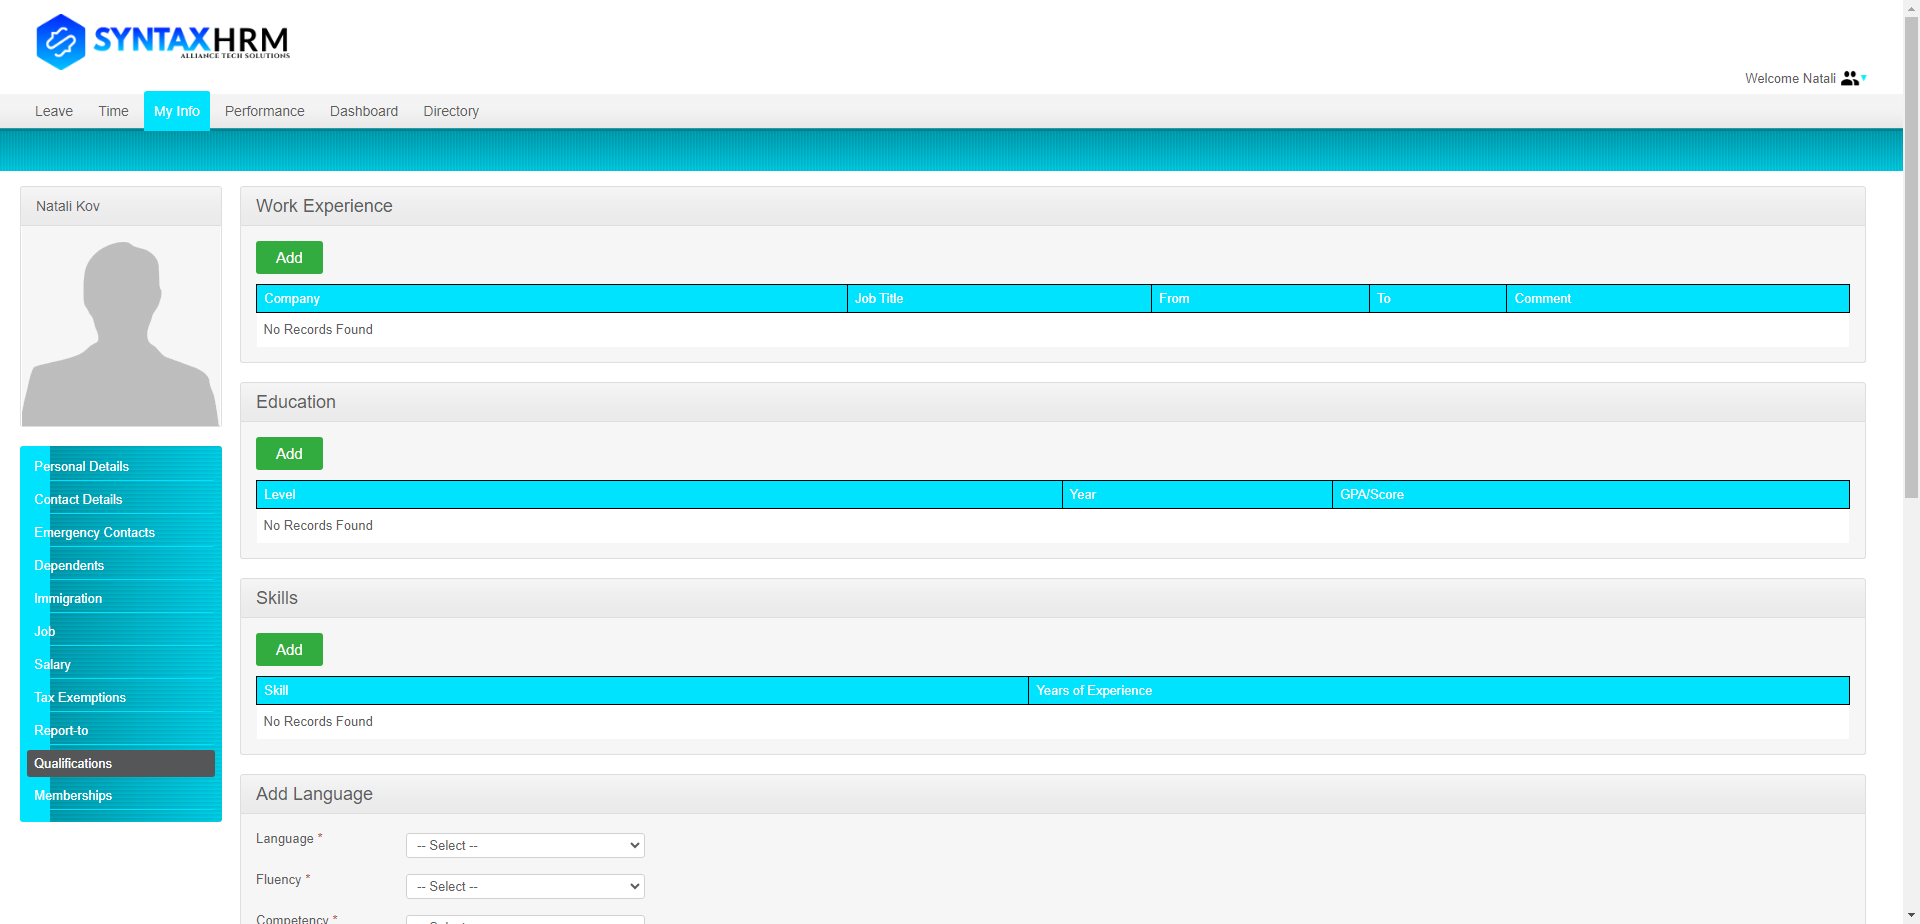 SYNTAXHRM
ALLIANCE TECH SOLUTIONS
Welcome Natali
Leave Time My Info Performance Dashboard Directory
Natali Kov
Personal Details
Contact Details
Emergency Contacts
Dependents
Immigration
Job
Salary
Tax Exemptions
Report-to
Qualifications
Memberships
Work Experience
Add
Company Job Title From To Comment
No Records Found
Education
Add
Level Year GPA/Score
No Records Found
Skills
Add
Skill Years of Experience
No Records Found
Add Language
Language * -- Select --
Fluency * -- Select --
Competency * -- Select --